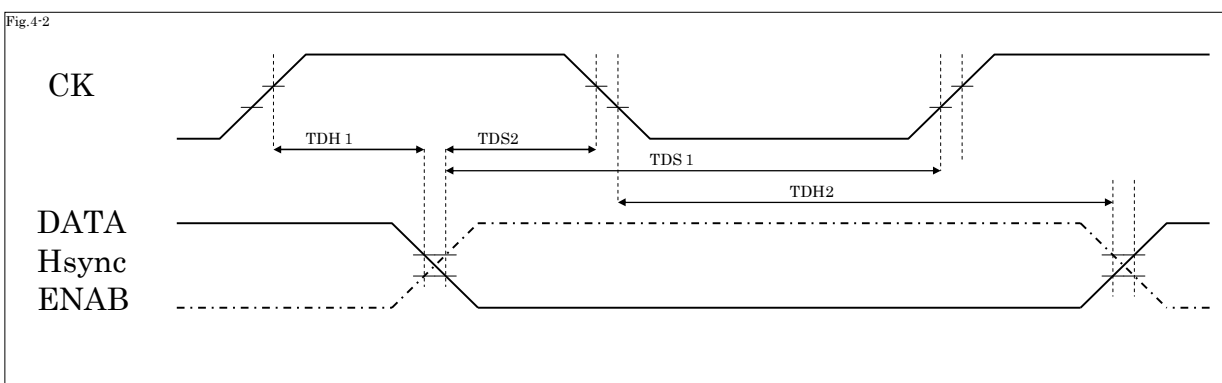 Fig.4-2
CK
TDH 1
TDS2
TDS 1
TDH2
DATA
Hsync
ENAB